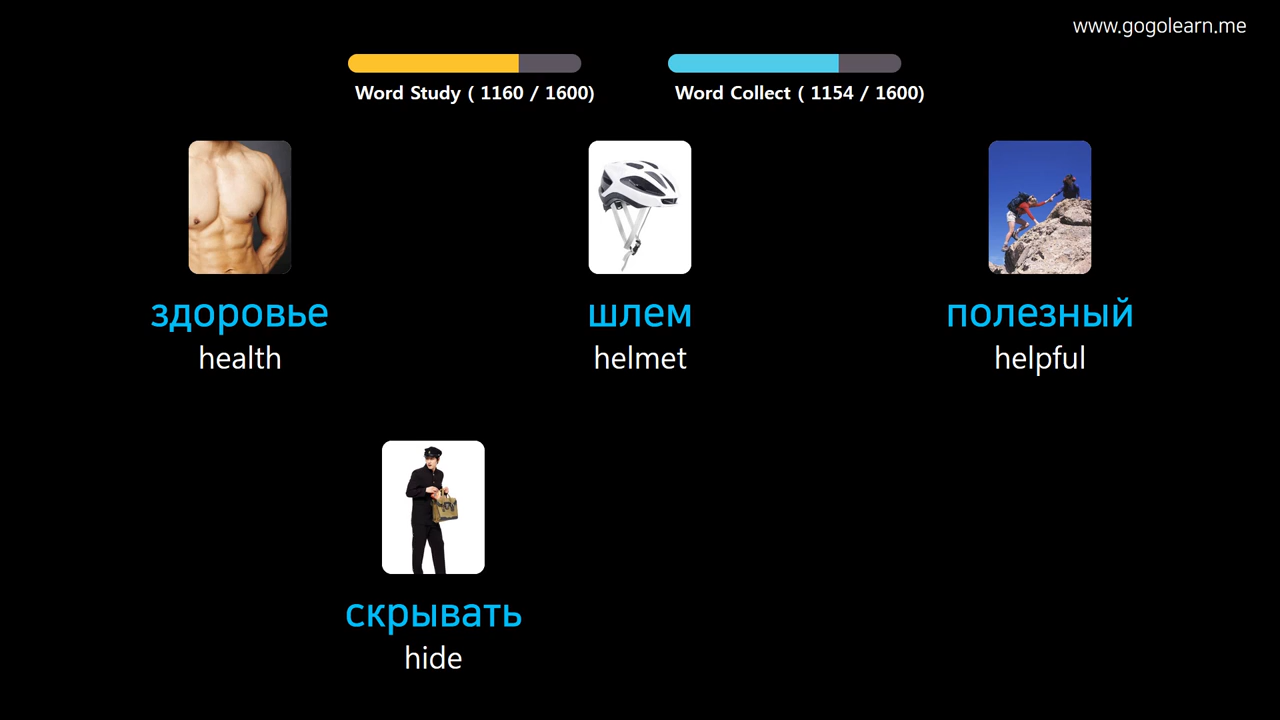 www.gogolearn.me
Word Study ( 1160 / 1600)
Word Collect ( 1154 / 1600)
здоровье
health
шлем
helmet
полезный
helpful
скрывать
hide